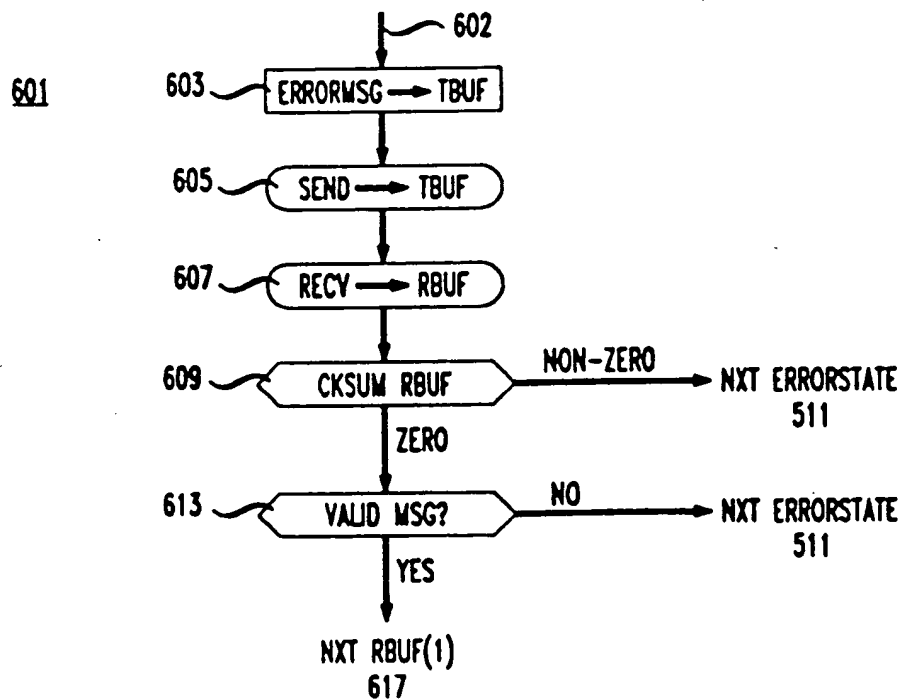 602
601
603
ERRORMSG → TBUF
605
SEND → TBUF
607
RECV → RBUF
609
CKSUM RBUF
NON-ZERO
NXT ERRORSTATE
511
ZERO
613
VALID MSG?
NO
NXT ERRORSTATE
511
YES
NXT RBUF(1)
617